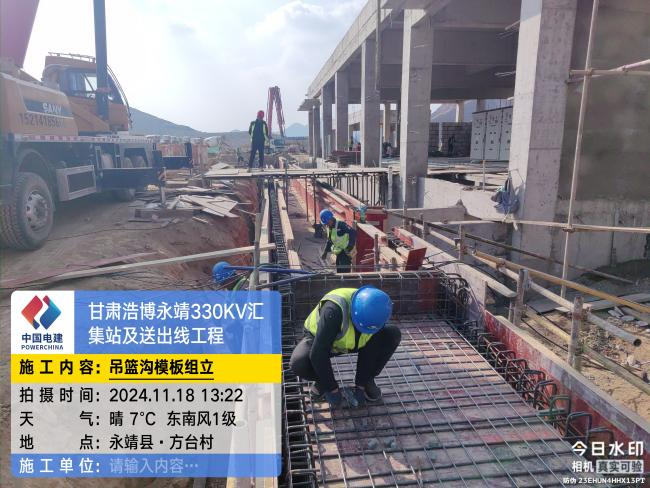 SANY
中国电建
POWERCHINA
甘肃浩博永靖330KV汇
集站及送出线工程
施工内容: 吊篮沟模板组立
拍摄时间: 2024.11.18 13:22
天 气: 晴 7℃ 东南风1级
地 点: 永靖县·方台村
施工单位: 请输入内容…
今日水印
相机 真实可验
防伪 23EHUN4HHX13PT